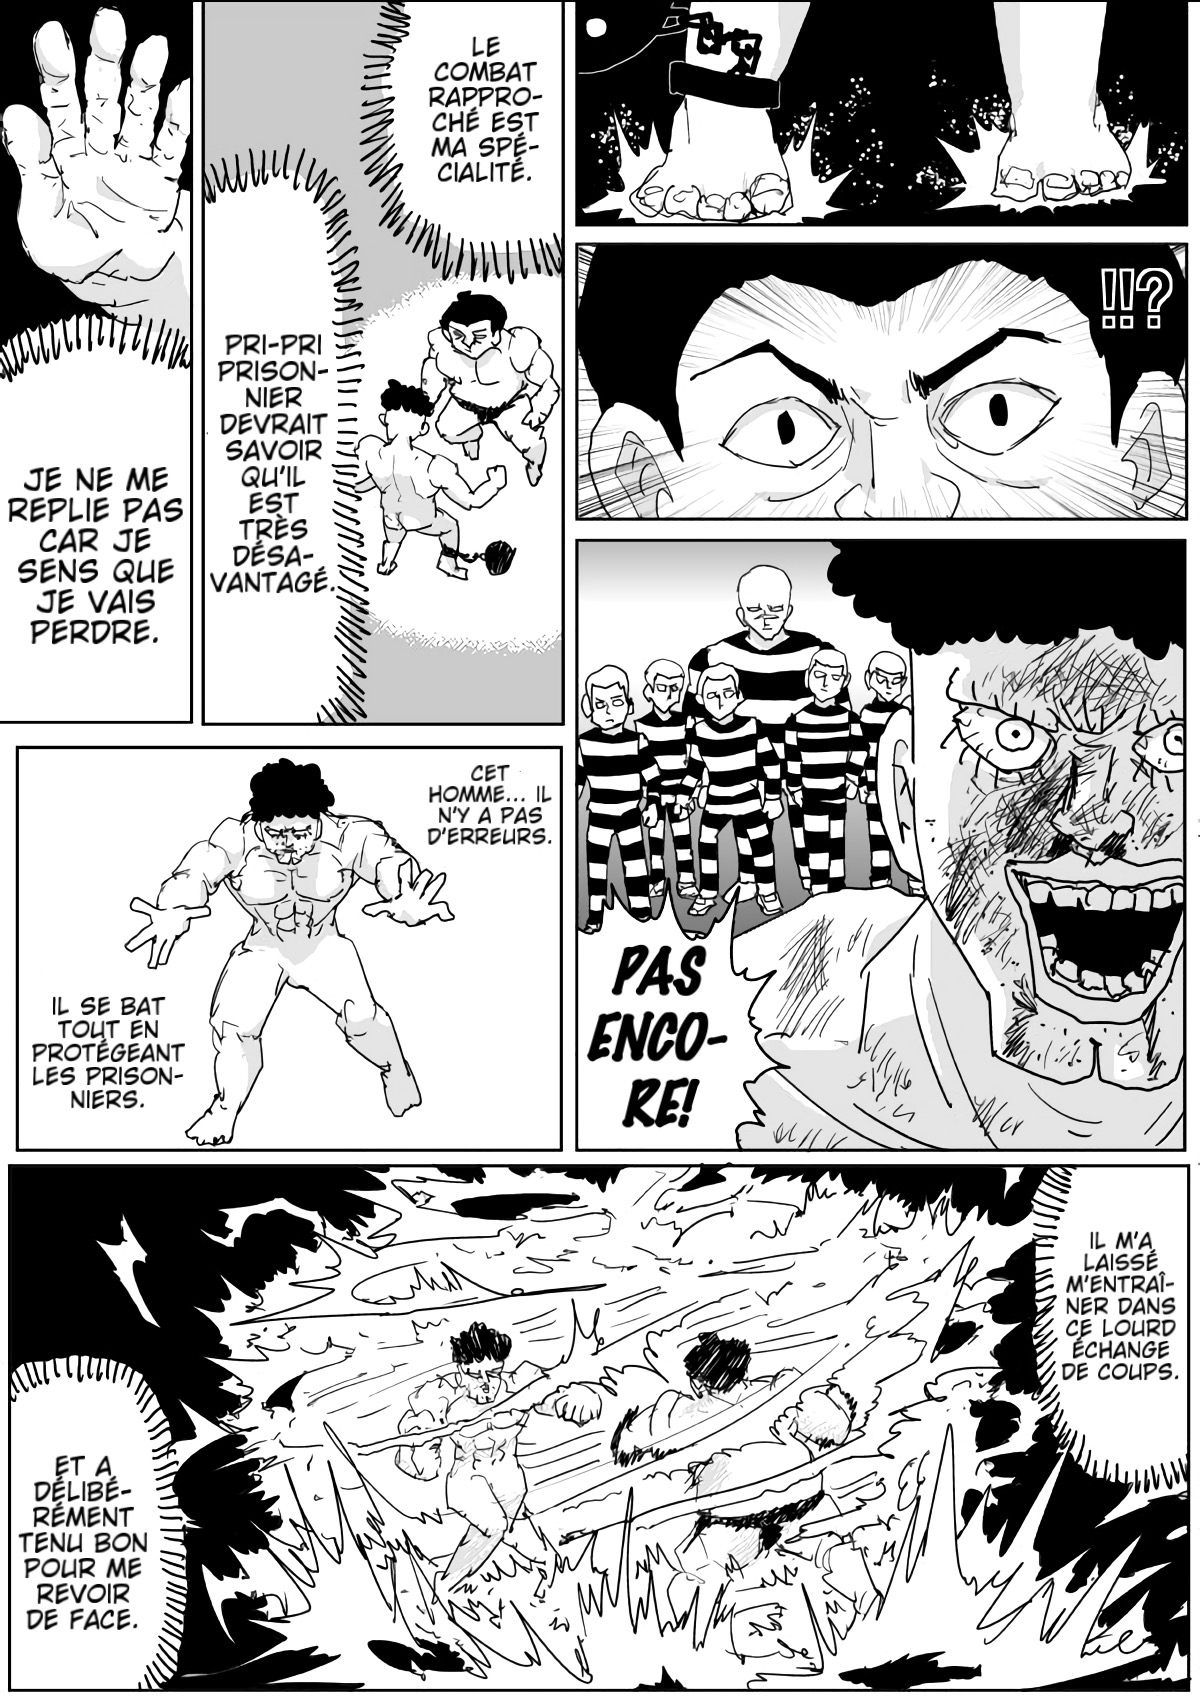 !!?
PAS
ENCO-
RE!
LE
COMBAT
RAPPRO-
CHÉ EST
MA SPÉ-
CIALITÉ.
PRI-PRI
PRISON-
NIER
DEVRAIT
SAVOIR
QU'IL
EST
TRÈS
DÉSA-
VANTAGÉ.
JE NE ME
REPLIE PAS
CAR JE
SENS QUE
JE VAIS
PERDRE.
CET
HOMME... IL
N'Y A PAS
D'ERREURS.
IL SE BAT
TOUT EN
PROTÉGEANT
LES PRISON-
NIERS.
IL M'A
LAISSÉ
M'ENTRAÎ-
NER DANS
CE LOURD
ÉCHANGE
DE COUPS.
ET A
DÉLIBÉ-
RÉMENT
TENU BON
POUR ME
REVOIR
DE FACE.